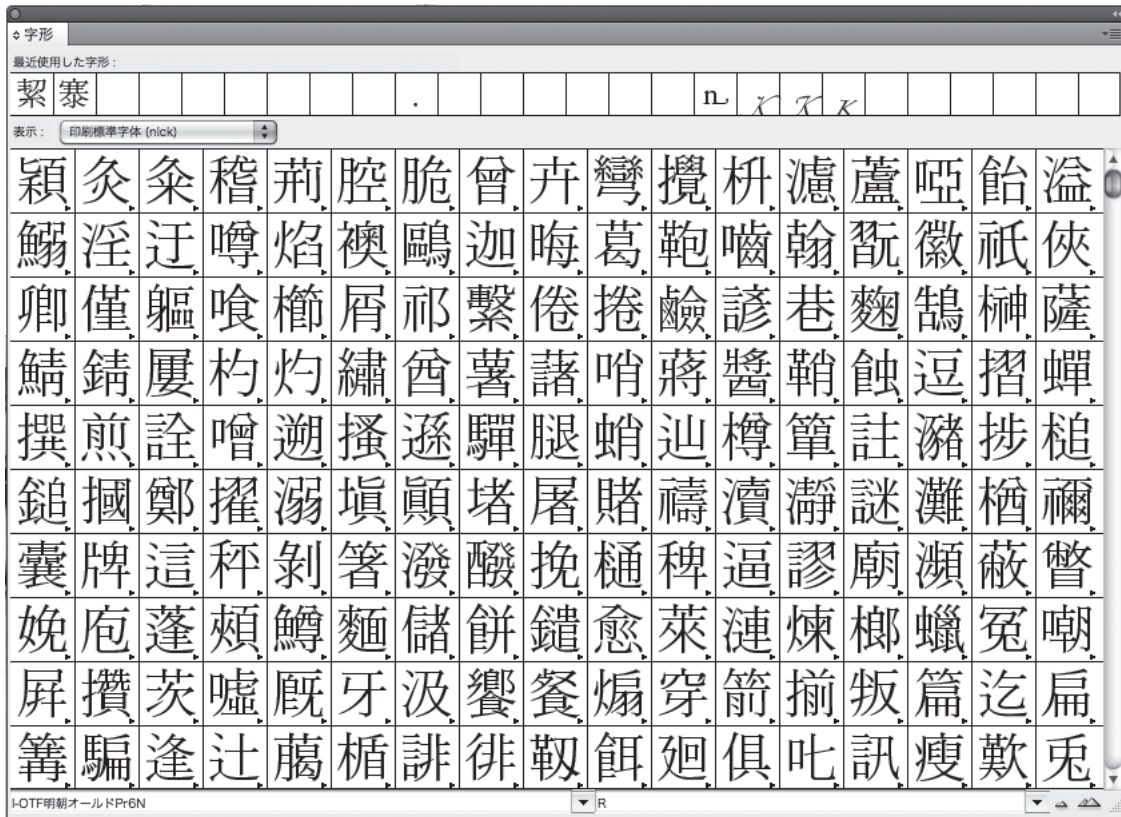 字形
最近使用した字形：
絜 寨 . n K K K
表示： 印刷標準字体 (nlck)
穎 灸 粂 稽 荊 腔 脆 曾 卉 彎 攪 枡 濾 蘆 啞 飴 溢
鰯 淫 迂 噂 焰 襖 鷗 迦 晦 葛 鞄 嚙 翰 翫 徽 祇 俠
卿 僅 軀 喰 櫛 屑 祁 繫 倦 捲 鹼 諺 巷 麴 鵠 榊 薩
鯖 錆 屢 杓 灼 繡 酋 薯 藷 哨 蔣 醬 鞘 蝕 逗 摺 蟬
撰 煎 詮 噌 遡 搔 遜 驒 腿 蛸 辿 樽 簞 註 瀦 捗 槌
鎚 摑 鄭 擢 溺 塡 顚 堵 屠 賭 禱 瀆 瀞 謎 灘 楢 禰
囊 牌 這 秤 剝 箸 潑 醱 挽 樋 稗 逼 謬 廟 瀕 蔽 瞥
娩 庖 蓬 頰 鱒 麵 儲 餠 鑓 愈 萊 漣 煉 榔 蠟 冤 嘲
屛 攢 茨 噓 厩 牙 汲 饗 餐 煽 穿 箭 揃 叛 篇 迄 扁
篝 騙 逢 辻 藹 楯 誹 徘 靱 餌 廻 俱 叱 訊 瘦 歎 兎
I-OTF明朝オールドPr6N R